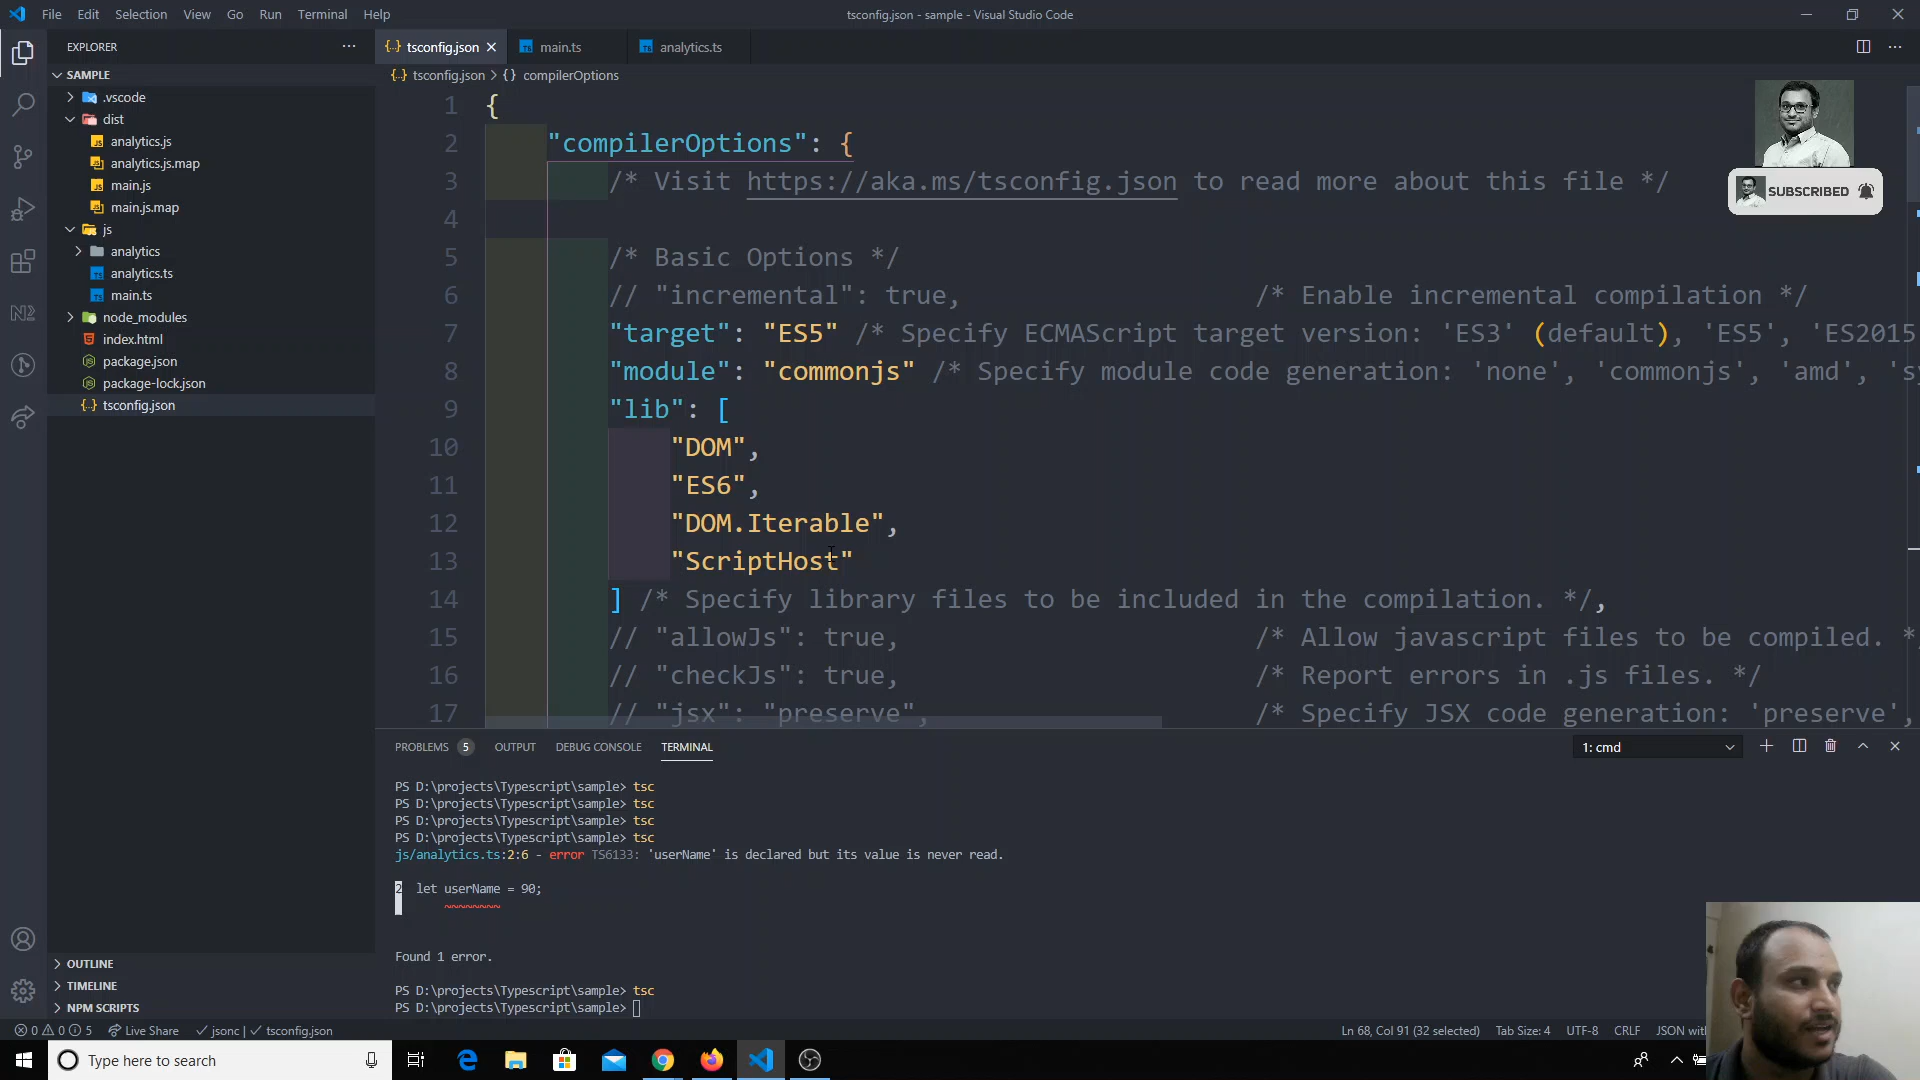 File Edit Selection View Go Run Terminal Help
tsconfig.json - sample - Visual Studio Code
EXPLORER
SAMPLE
.vscode
dist
analytics.js
analytics.js.map
main.js
main.js.map
js
analytics
analytics.ts
main.ts
node_modules
index.html
package.json
package-lock.json
tsconfig.json
OUTLINE
TIMELINE
NPM SCRIPTS
tsconfig.json main.ts analytics.ts
tsconfig.json > {} compilerOptions
1 {
2 "compilerOptions": {
3 /* Visit https://aka.ms/tsconfig.json to read more about this file */
4
5 /* Basic Options */
6 // "incremental": true, /* Enable incremental compilation */
7 "target": "ES5" /* Specify ECMAScript target version: 'ES3' (default), 'ES5', 'ES2015
8 "module": "commonjs" /* Specify module code generation: 'none', 'commonjs', 'amd', 'sy
9 "lib": [
10 "DOM",
11 "ES6",
12 "DOM.Iterable",
13 "ScriptHost"
14 ] /* Specify library files to be included in the compilation. */,
15 // "allowJs": true, /* Allow javascript files to be compiled. *
16 // "checkJs": true, /* Report errors in .js files. */
17 // "jsx": "preserve", /* Specify JSX code generation: 'preserve',
SUBSCRIBED
PROBLEMS 5 OUTPUT DEBUG CONSOLE TERMINAL
1: cmd
PS D:\projects\Typescript\sample> tsc
PS D:\projects\Typescript\sample> tsc
PS D:\projects\Typescript\sample> tsc
PS D:\projects\Typescript\sample> tsc
js/analytics.ts:2:6 - error TS6133: 'userName' is declared but its value is never read.
2 let userName = 90;
~~~~~~~~
Found 1 error.
PS D:\projects\Typescript\sample> tsc
PS D:\projects\Typescript\sample>
0 0 5 Live Share jsonc | tsconfig.json
Ln 68, Col 91 (32 selected) Tab Size: 4 UTF-8 CRLF JSON wit
Type here to search